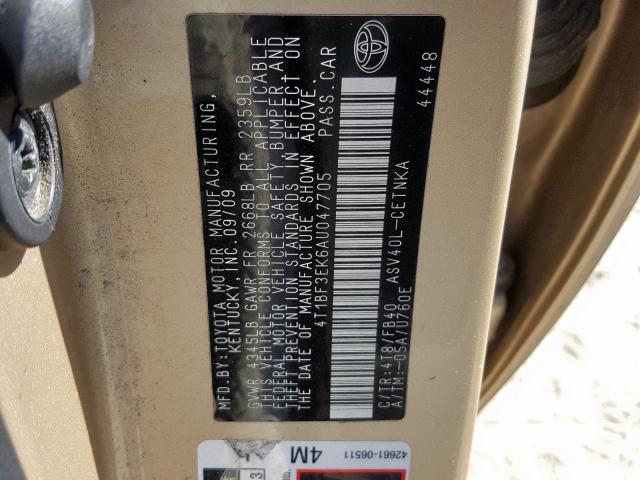 MFD.BY:TOYOTA MOTOR MANUFACTURING,
KENTUCKY, INC.09/09
GVWR 4345LB GAWR FR 2668LB RR 2359LB
THIS VEHICLE CONFORMS TO ALL APPLICABLE
FEDERAL MOTOR VEHICLE SAFETY, BUMPER AND
THEFT PREVENTION STANDARDS IN EFFECT ON
THE DATE OF MANUFACTURE SHOWN ABOVE.
4T1BF3EK6AU047705 PASS.CAR
C/TR:4T8/FB40 ASV40L-CETNKA
A/TM:-05A/U760E
44448
4M
42661-06511
3